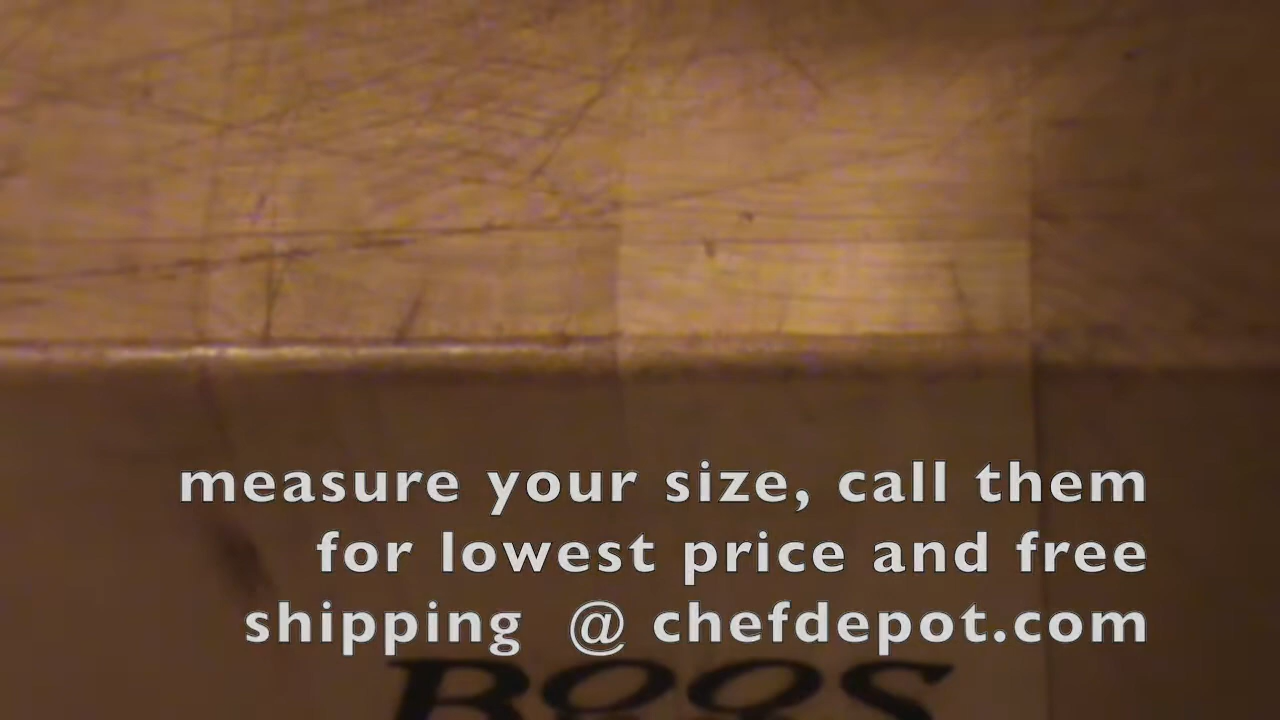 measure your size, call them
for lowest price and free
shipping @ chefdepot.com
BOOS